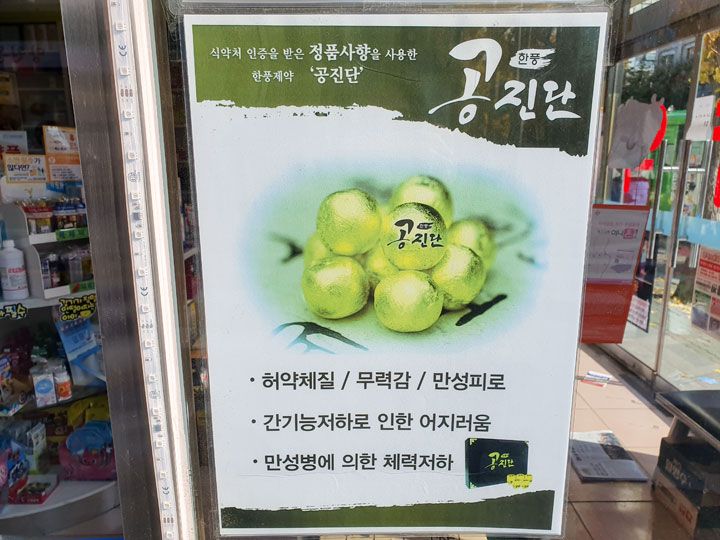 식약처 인증을 받은 정품사향을 사용한
한풍제약 '공진단'
한풍
공진단
공진단
· 허약체질 / 무력감 / 만성피로
· 간기능저하로 인한 어지러움
· 만성병에 의한 체력저하
공진단